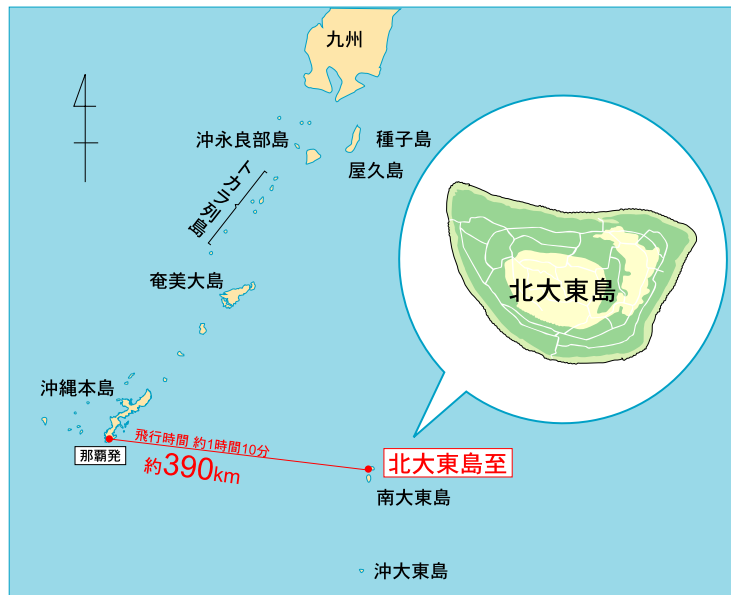 九州
沖永良部島
種子島
屋久島
トカラ列島
奄美大島
北大東島
沖縄本島
飛行時間 約1時間10分
約390km
那覇発
北大東島至
南大東島
沖大東島